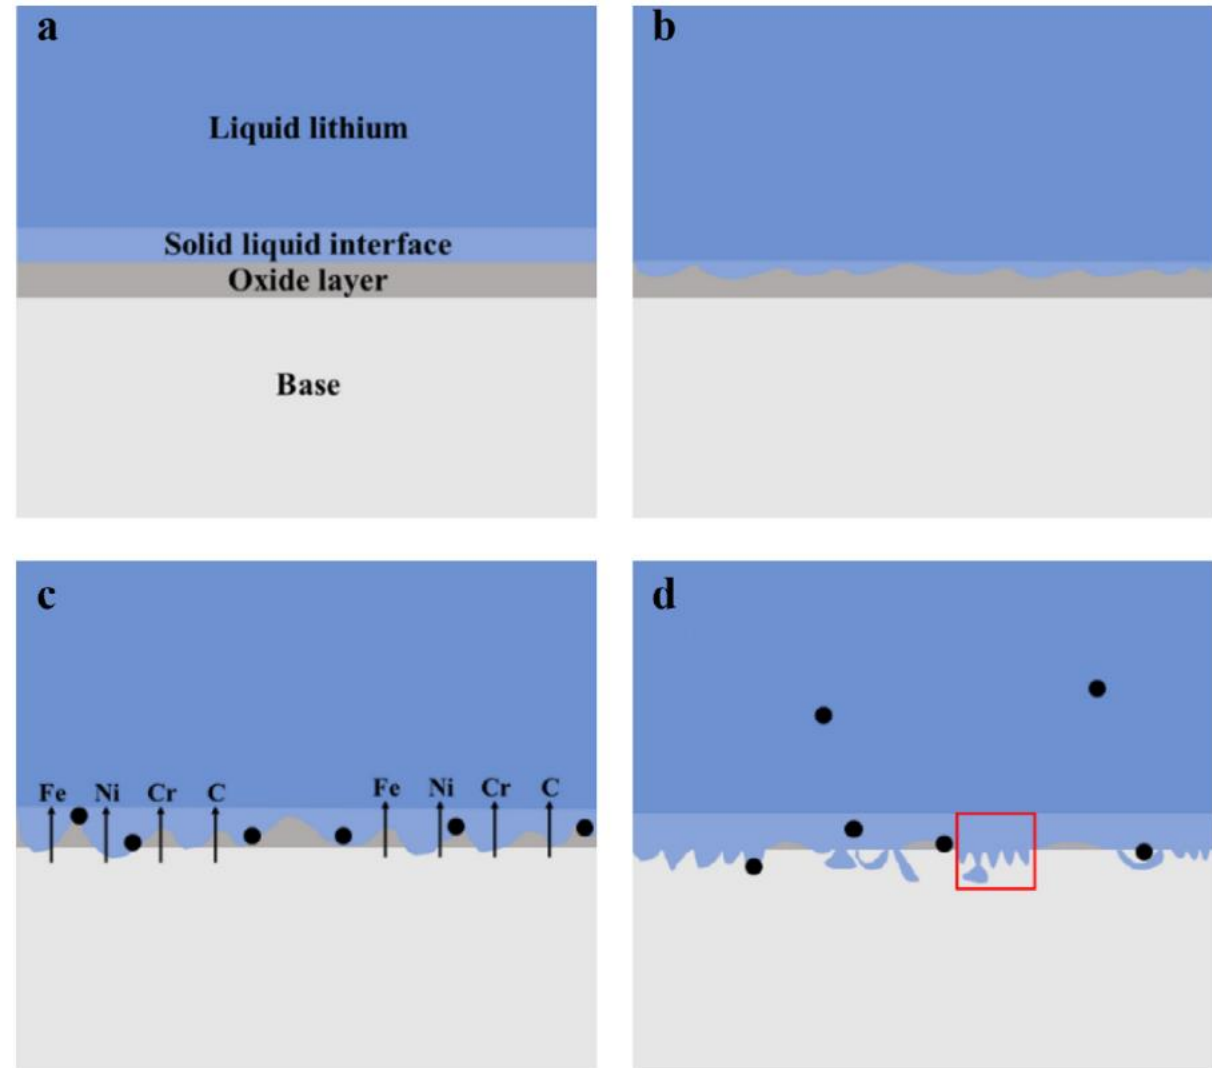 a
Liquid lithium
Solid liquid interface
Oxide layer
Base
b
c
Fe Ni Cr C Fe Ni Cr C
d